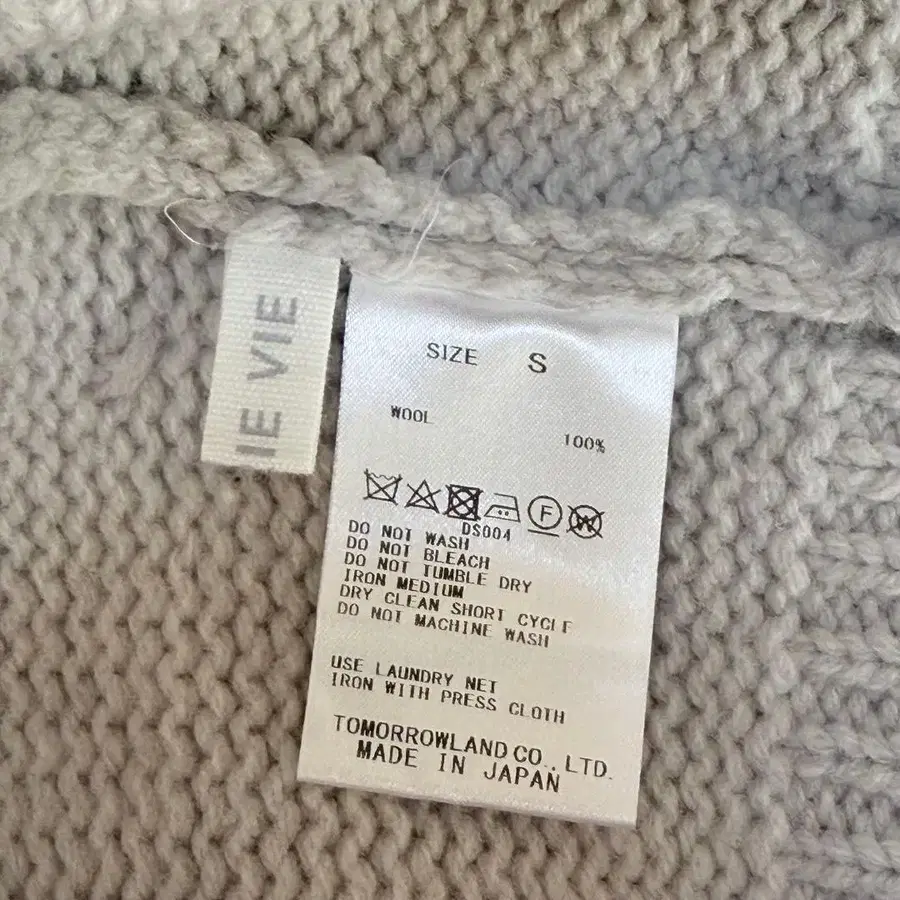 IE VIE
SIZE S
WOOL
100%
F W
DS004
DO NOT WASH
DO NOT BLEACH
DO NOT TUMBLE DRY
IRON MEDIUM
DRY CLEAN SHORT CYCLE
DO NOT MACHINE WASH
USE LAUNDRY NET
IRON WITH PRESS CLOTH
TOMORROWLAND CO., LTD.
MADE IN JAPAN